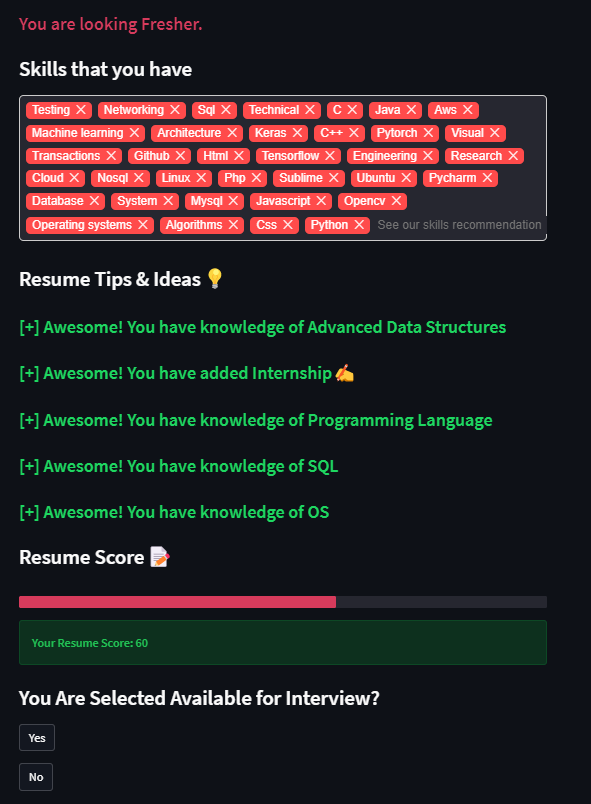 You are looking Fresher.
Skills that you have
Testing Networking Sql Technical C Java Aws
Machine learning Architecture Keras C++ Pytorch Visual
Transactions Github Html Tensorflow Engineering Research
Cloud Nosql Linux Php Sublime Ubuntu Pycharm
Database System Mysql Javascript Opencv
Operating systems Algorithms Css Python See our skills recommendation
Resume Tips & Ideas 💡
[+] Awesome! You have knowledge of Advanced Data Structures
[+] Awesome! You have added Internship ✍
[+] Awesome! You have knowledge of Programming Language
[+] Awesome! You have knowledge of SQL
[+] Awesome! You have knowledge of OS
Resume Score 📝
Your Resume Score: 60
You Are Selected Available for Interview?
Yes
No